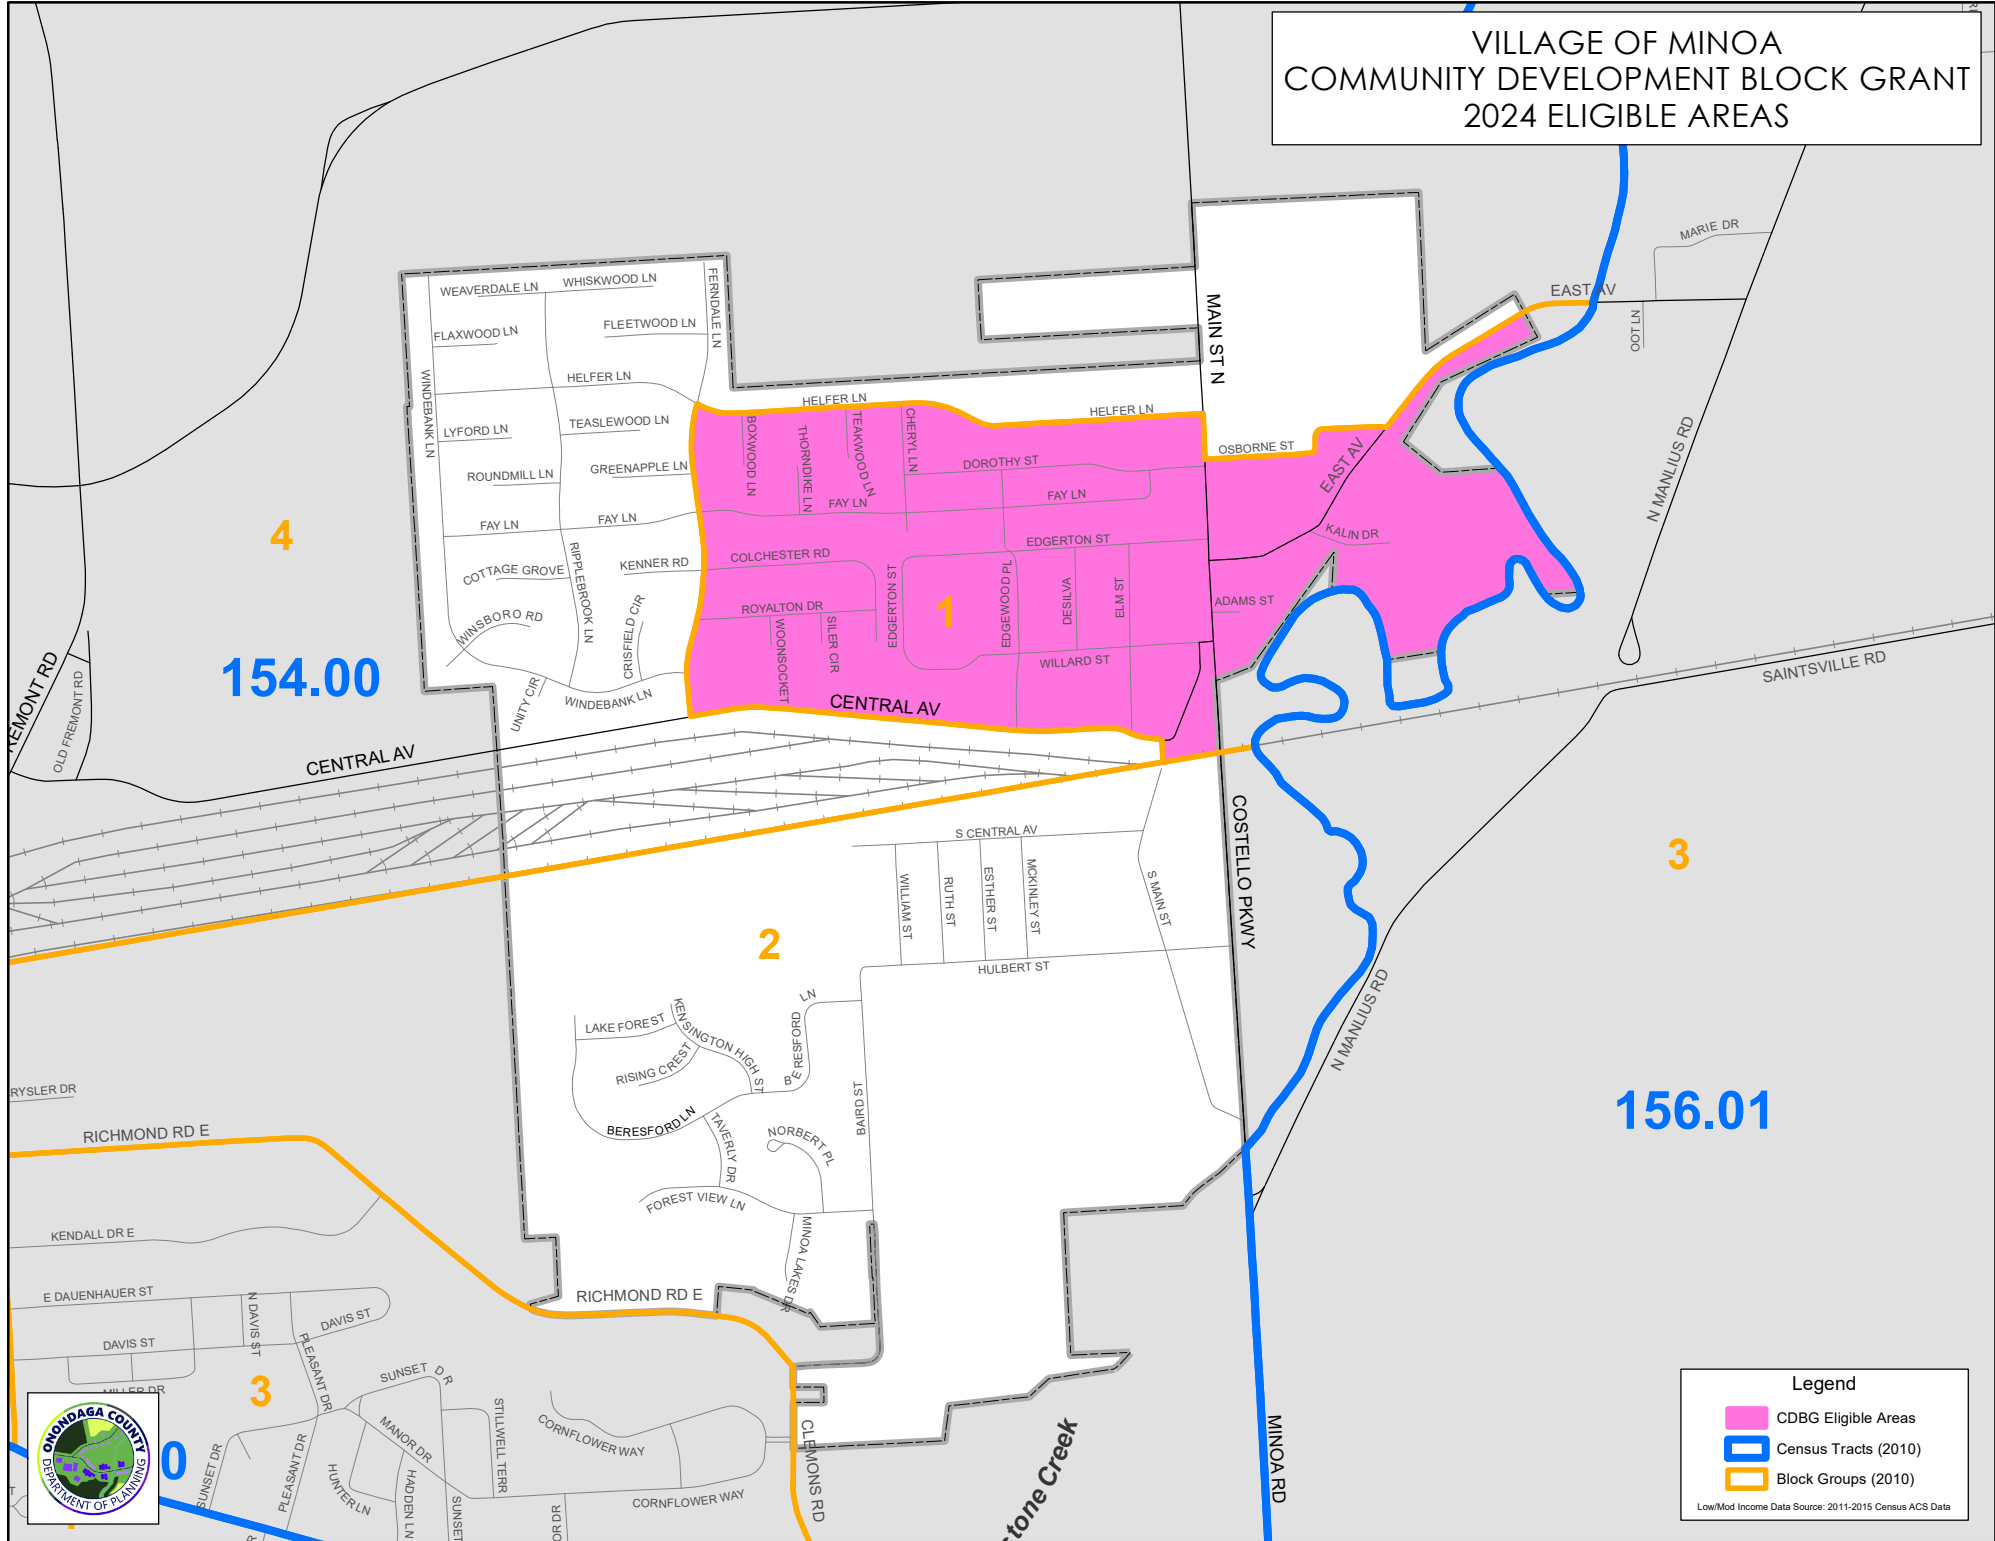 VILLAGE OF MINOA
COMMUNITY DEVELOPMENT BLOCK GRANT
2024 ELIGIBLE AREAS
MARIE DR
EAST AV
OOT LN
N MANLIUS RD
WEAVERDALE LN
WHISKWOOD LN
FERNDALE LN
FLAXWOOD LN
FLEETWOOD LN
MAIN ST N
WINDEBANK LN
HELFER LN
HELFER LN
HELFER LN
LYFORD LN
TEASLEWOOD LN
BOXWOOD LN
THORNDIKE LN
TEAKWOOD LN
CHERYL LN
OSBORNE ST
EAST AV
ROUNDMILL LN
GREENAPPLE LN
DOROTHY ST
FAY LN
FAY LN
FAY LN
FAY LN
4
KALIN DR
RIPPLEBROOK LN
COLCHESTER RD
EDGERTON ST
COTTAGE GROVE
KENNER RD
EDGERTON ST
EDGEWOOD PL
DESILVA
ELM ST
ADAMS ST
1
ROYALTON DR
WINSBORO RD
CRISFIELD CIR
WOONSOCKET
SILER CIR
WILLARD ST
154.00
REMONT RD
OLD FREMONT RD
UNITY CIR
WINDEBANK LN
CENTRAL AV
CENTRAL AV
SAINTSVILLE RD
COSTELLO PKWY
S CENTRAL AV
3
WILLIAM ST
RUTH ST
ESTHER ST
MCKINLEY ST
S MAIN ST
2
HULBERT ST
N MANLIUS RD
LAKE FOREST
KENSINGTON HIGH ST
BERESFORD LN
RISING CREST
BERESFORD LN
BAIRD ST
156.01
RYSLER DR
RICHMOND RD E
TAVERLY DR
NORBERT PL
FOREST VIEW LN
MINOA LAKES DR
KENDALL DR E
E DAUENHAUER ST
N DAVIS ST
DAVIS ST
DAVIS ST
PLEASANT DR
RICHMOND RD E
MILLER DR
3
SUNSET DR
STILLWELL TERR
CORNFLOWER WAY
MANOR DR
CLEMONS RD
MINOA RD
stone Creek
SUNSET DR
PLEASANT DR
HUNTER LN
HADDEN LN
SUNSET
CORNFLOWER WAY
OR DR
0
ONONDAGA COUNTY
DEPARTMENT OF PLANNING
Legend
CDBG Eligible Areas
Census Tracts (2010)
Block Groups (2010)
Low/Mod Income Data Source: 2011-2015 Census ACS Data